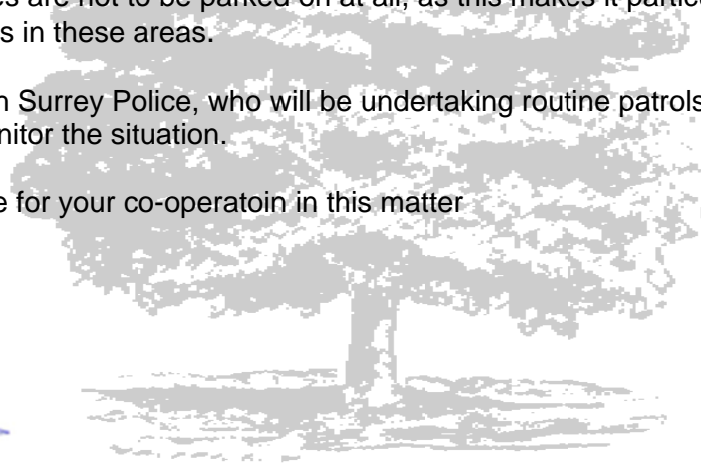 es are not to be parked on at all, as this makes it particu
s in these areas.
n Surrey Police, who will be undertaking routine patrols
nitor the situation.
e for your co-operatoin in this matter